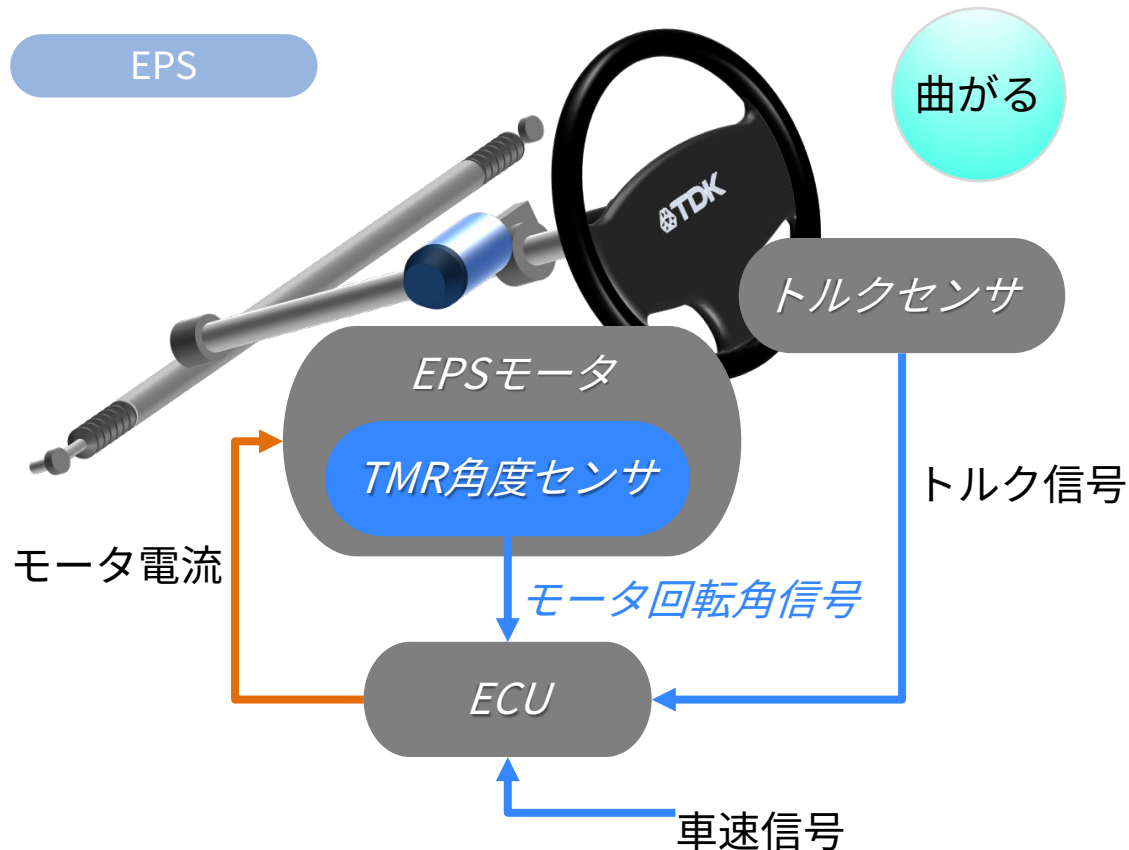 EPS
曲がる
TDK
トルクセンサ
EPSモータ
TMR角度センサ
トルク信号
モータ電流
モータ回転角信号
ECU
車速信号